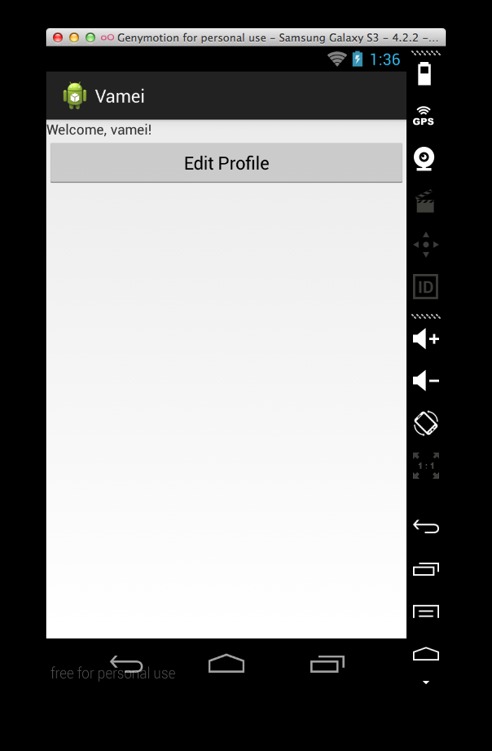 Genymotion for personal use - Samsung Galaxy S3 - 4.2.2 -...
1:36
Vamei
GPS
Welcome, vamei!
Edit Profile
ID
1:1
free for personal use